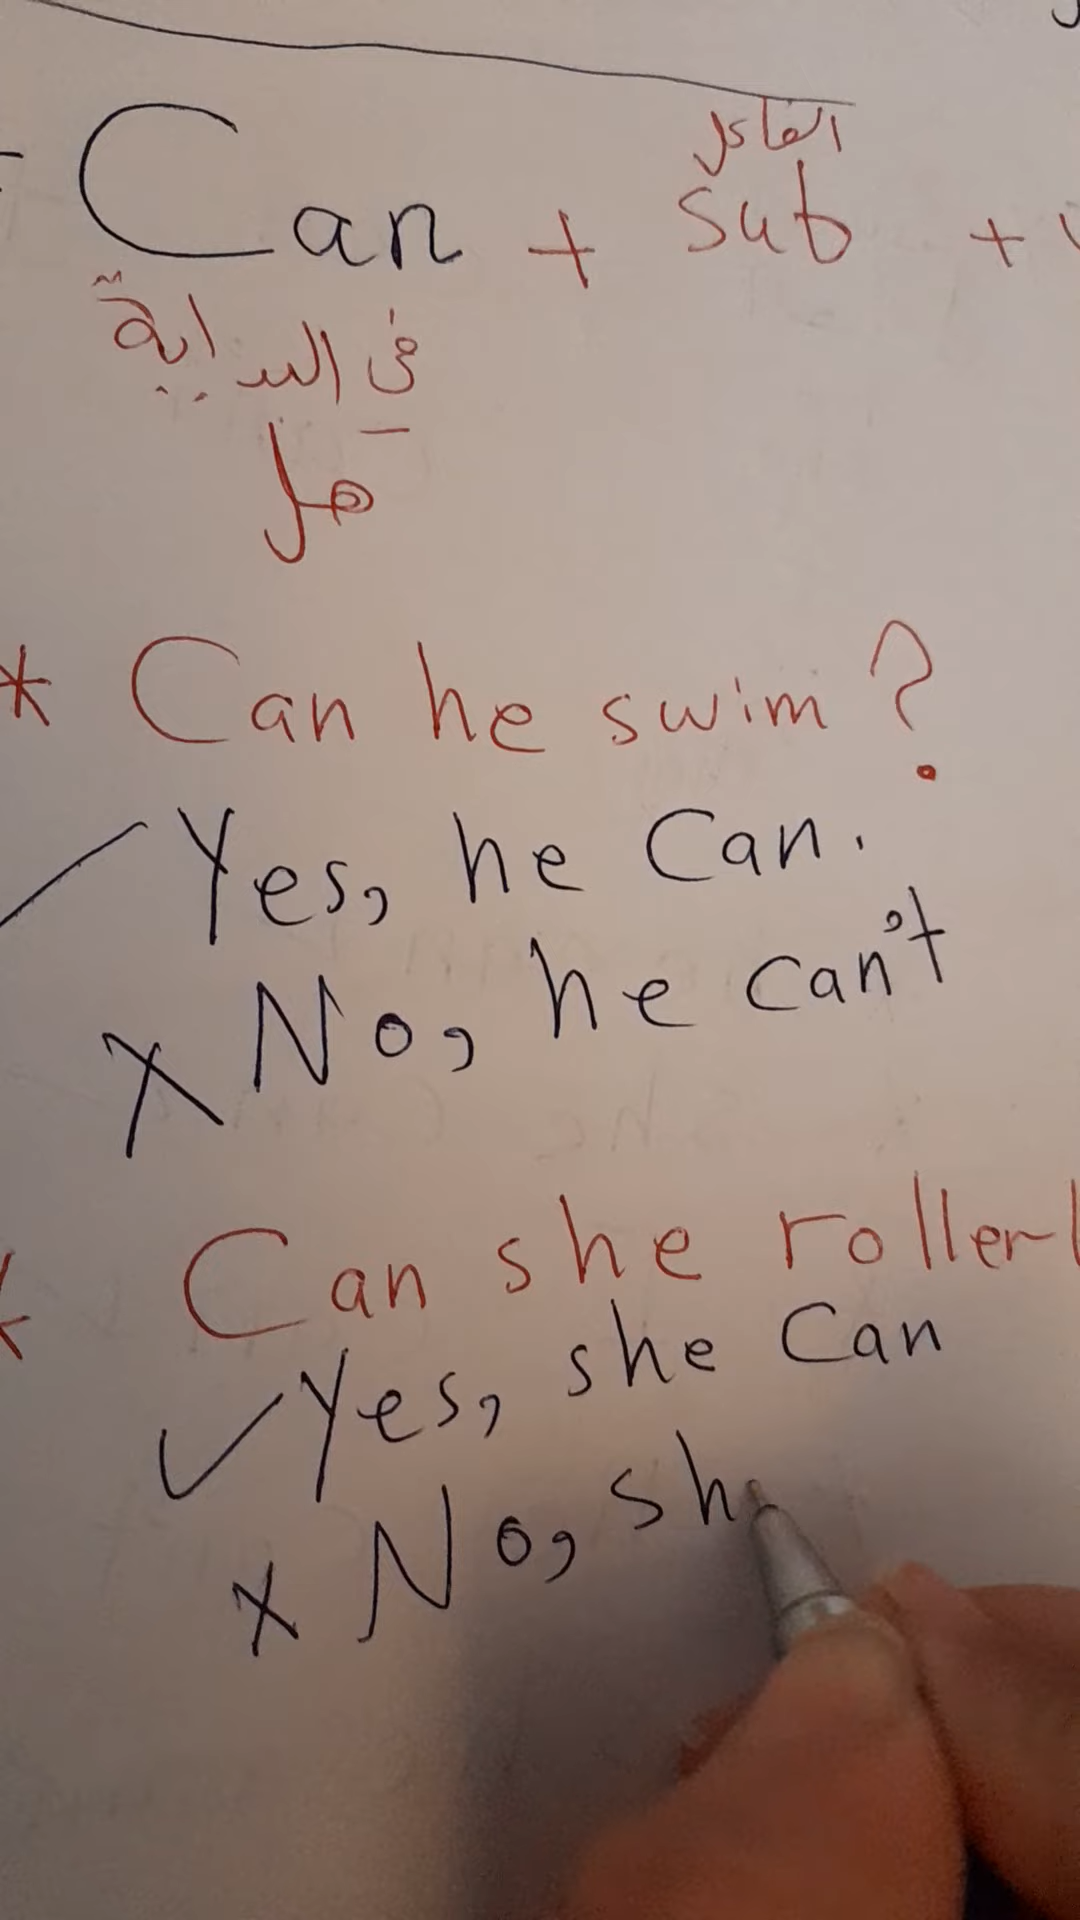 الفاعل
Can + sub +
فى البداية
هل
* Can he swim ?
Yes, he Can.
x No, he can't
Can she roller
✓ Yes, she Can
x No, sh